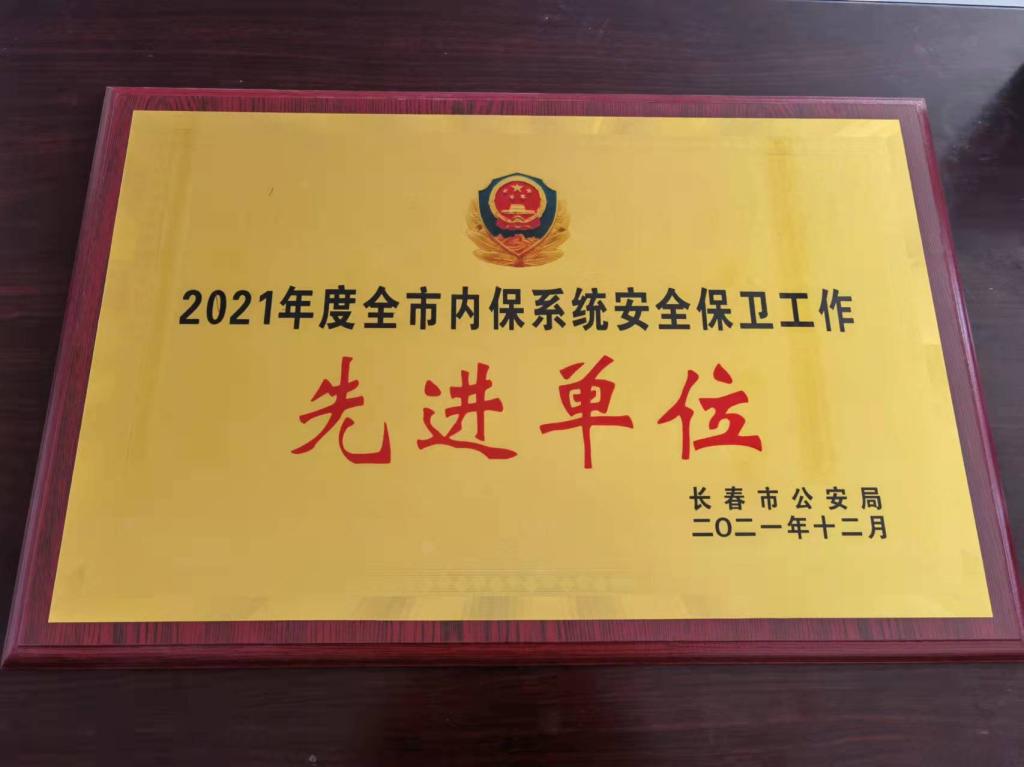 2021年度全市内保系统安全保卫工作
先进单位
长春市公安局
二〇二一年十二月